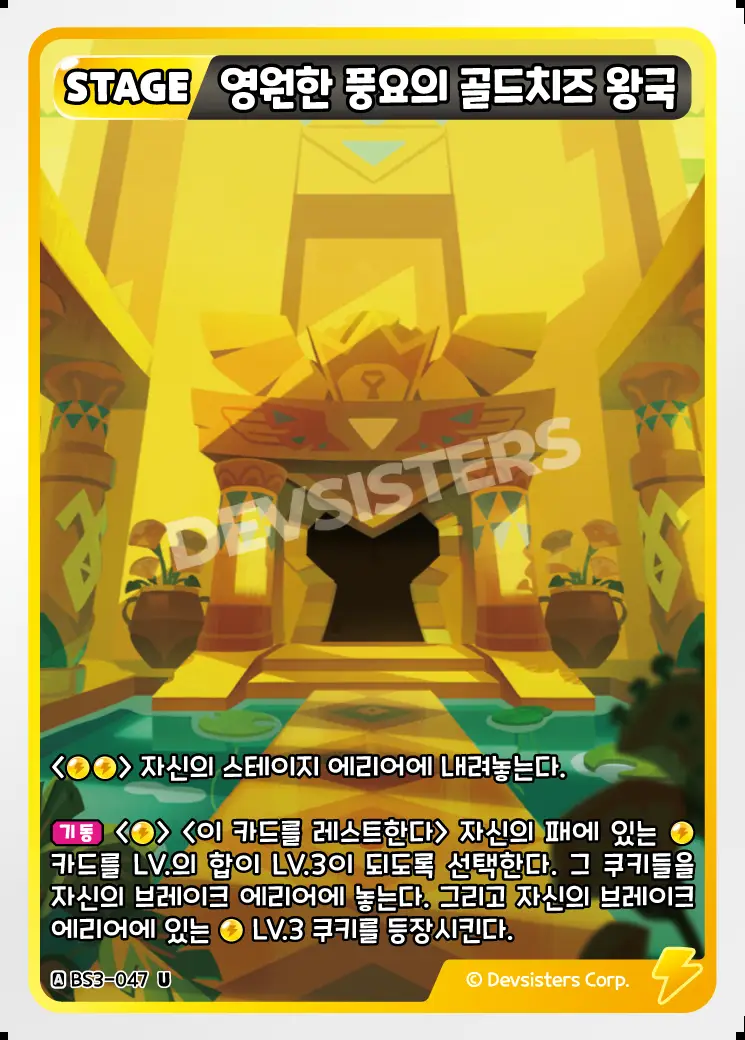 STAGE 영원한 풍요의 골드치즈 왕국
DEVSISTERS
< > 자신의 스테이지 에리어에 내려놓는다.
기동 < > <이 카드를 레스트한다> 자신의 패에 있는
카드를 LV.의 합이 LV.3이 되도록 선택한다. 그 쿠키들을
자신의 브레이크 에리어에 놓는다. 그리고 자신의 브레이크
에리어에 있는 LV.3 쿠키를 등장시킨다.
A BS3-047 U
© Devsisters Corp.